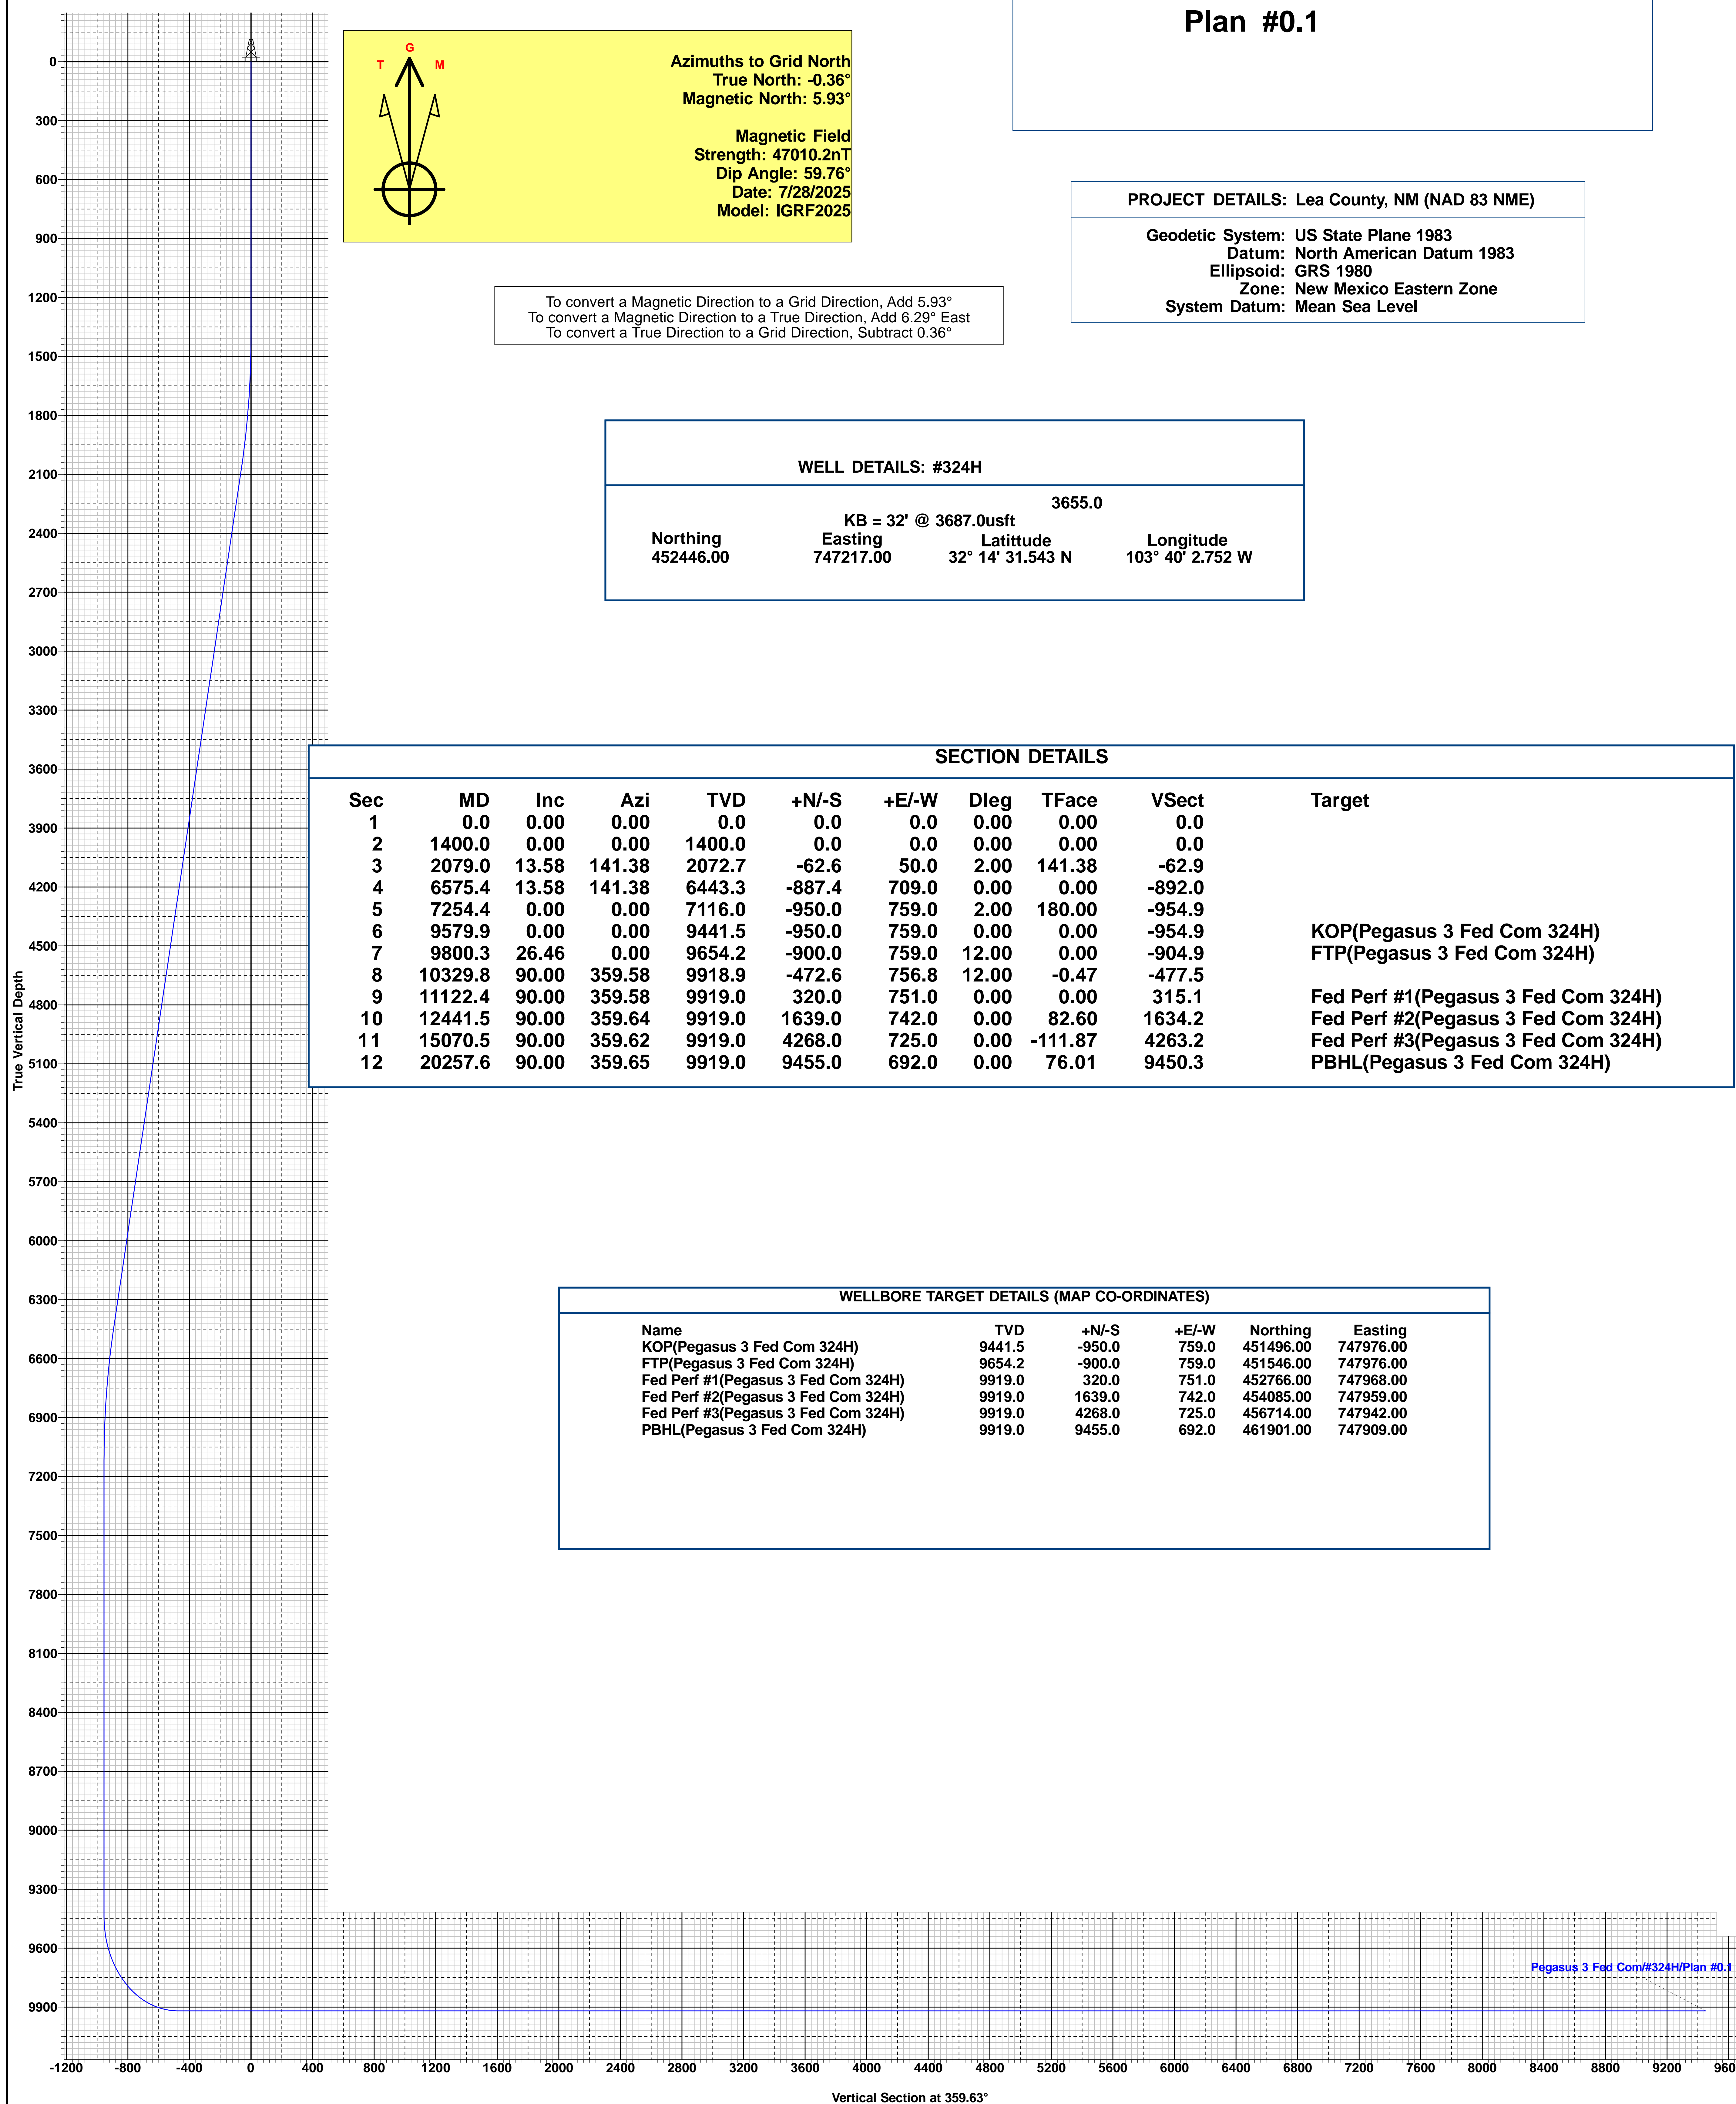 Plan #0.1
G
T M
Azimuths to Grid North
True North: -0.36°
Magnetic North: 5.93°
Magnetic Field
Strength: 47010.2nT
Dip Angle: 59.76°
Date: 7/28/2025
Model: IGRF2025
PROJECT DETAILS: Lea County, NM (NAD 83 NME)
Geodetic System: US State Plane 1983
Datum: North American Datum 1983
Ellipsoid: GRS 1980
Zone: New Mexico Eastern Zone
System Datum: Mean Sea Level
To convert a Magnetic Direction to a Grid Direction, Add 5.93°
To convert a Magnetic Direction to a True Direction, Add 6.29° East
To convert a True Direction to a Grid Direction, Subtract 0.36°
WELL DETAILS: #324H
3655.0
KB = 32' @ 3687.0usft
Northing Easting Latittude Longitude
452446.00 747217.00 32° 14' 31.543 N 103° 40' 2.752 W
SECTION DETAILS
Sec MD Inc Azi TVD +N/-S +E/-W Dleg TFace VSect Target
1 0.0 0.00 0.00 0.0 0.0 0.0 0.00 0.00 0.0
2 1400.0 0.00 0.00 1400.0 0.0 0.0 0.00 0.00 0.0
3 2079.0 13.58 141.38 2072.7 -62.6 50.0 2.00 141.38 -62.9
4 6575.4 13.58 141.38 6443.3 -887.4 709.0 0.00 0.00 -892.0
5 7254.4 0.00 0.00 7116.0 -950.0 759.0 2.00 180.00 -954.9
6 9579.9 0.00 0.00 9441.5 -950.0 759.0 0.00 0.00 -954.9 KOP(Pegasus 3 Fed Com 324H)
7 9800.3 26.46 0.00 9654.2 -900.0 759.0 12.00 0.00 -904.9 FTP(Pegasus 3 Fed Com 324H)
8 10329.8 90.00 359.58 9918.9 -472.6 756.8 12.00 -0.47 -477.5
9 11122.4 90.00 359.58 9919.0 320.0 751.0 0.00 0.00 315.1 Fed Perf #1(Pegasus 3 Fed Com 324H)
10 12441.5 90.00 359.64 9919.0 1639.0 742.0 0.00 82.60 1634.2 Fed Perf #2(Pegasus 3 Fed Com 324H)
11 15070.5 90.00 359.62 9919.0 4268.0 725.0 0.00 -111.87 4263.2 Fed Perf #3(Pegasus 3 Fed Com 324H)
12 20257.6 90.00 359.65 9919.0 9455.0 692.0 0.00 76.01 9450.3 PBHL(Pegasus 3 Fed Com 324H)
WELLBORE TARGET DETAILS (MAP CO-ORDINATES)
Name TVD +N/-S +E/-W Northing Easting
KOP(Pegasus 3 Fed Com 324H) 9441.5 -950.0 759.0 451496.00 747976.00
FTP(Pegasus 3 Fed Com 324H) 9654.2 -900.0 759.0 451546.00 747976.00
Fed Perf #1(Pegasus 3 Fed Com 324H) 9919.0 320.0 751.0 452766.00 747968.00
Fed Perf #2(Pegasus 3 Fed Com 324H) 9919.0 1639.0 742.0 454085.00 747959.00
Fed Perf #3(Pegasus 3 Fed Com 324H) 9919.0 4268.0 725.0 456714.00 747942.00
PBHL(Pegasus 3 Fed Com 324H) 9919.0 9455.0 692.0 461901.00 747909.00
True Vertical Depth
0
300
600
900
1200
1500
1800
2100
2400
2700
3000
3300
3600
3900
4200
4500
4800
5100
5400
5700
6000
6300
6600
6900
7200
7500
7800
8100
8400
8700
9000
9300
9600
9900
Pegasus 3 Fed Com/#324H/Plan #0.1
-1200 -800 -400 0 400 800 1200 1600 2000 2400 2800 3200 3600 4000 4400 4800 5200 5600 6000 6400 6800 7200 7600 8000 8400 8800 9200 960
Vertical Section at 359.63°